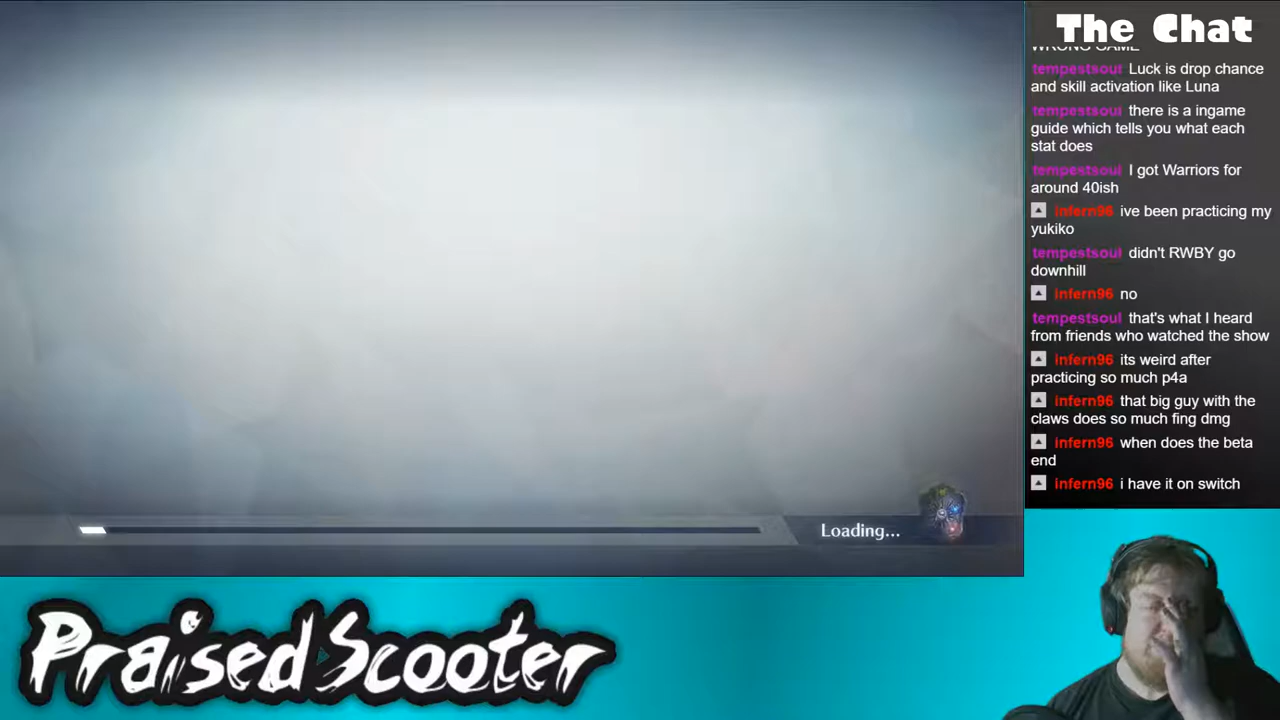 The Chat
WRONG GAME
tempestsoul Luck is drop chance
and skill activation like Luna
tempestsoul there is a ingame
guide which tells you what each
stat does
tempestsoul I got Warriors for
around 40ish
infern96 ive been practicing my
yukiko
tempestsoul didn't RWBY go
downhill
infern96 no
tempestsoul that's what I heard
from friends who watched the show
infern96 its weird after
practicing so much p4a
infern96 that big guy with the
claws does so much fing dmg
infern96 when does the beta
end
infern96 i have it on switch
Loading...
PraisedScooter